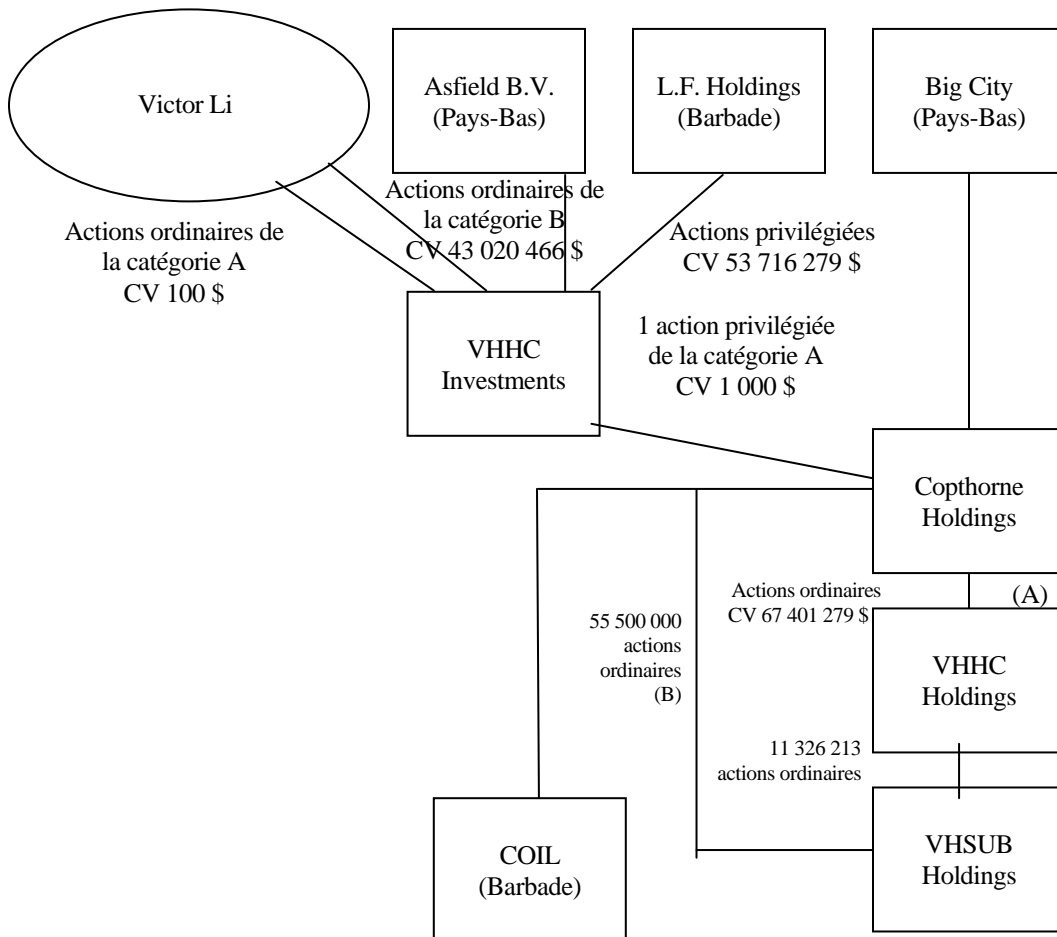 Victor Li
Asfield B.V.
(Pays-Bas)
L.F. Holdings
(Barbade)
Big City
(Pays-Bas)
Actions ordinaires de
la catégorie A
CV 100 $
Actions ordinaires de
la catégorie B
CV 43 020 466 $
Actions privilégiées
CV 53 716 279 $
VHHC
Investments
1 action privilégiée
de la catégorie A
CV 1 000 $
Copthorne
Holdings
55 500 000
actions
ordinaires
(B)
Actions ordinaires
CV 67 401 279 $
(A)
VHHC
Holdings
11 326 213
actions ordinaires
COIL
(Barbade)
VHSUB
Holdings